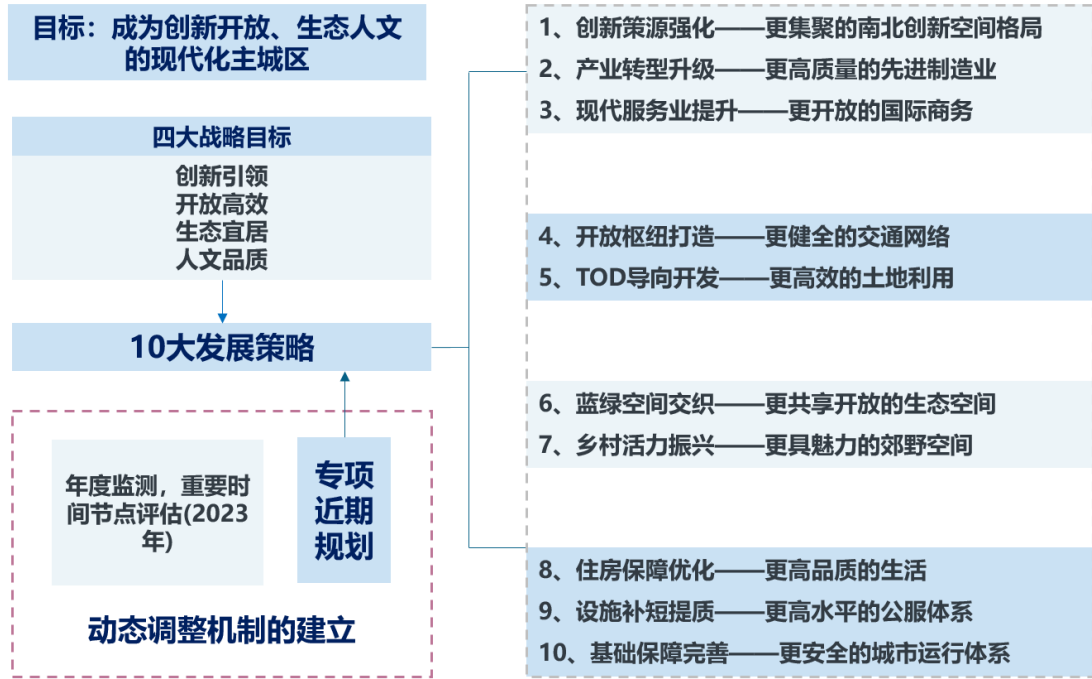 目标：成为创新开放、生态人文
的现代化主城区
四大战略目标
创新引领
开放高效
生态宜居
人文品质
10大发展策略
年度监测，重要时
间节点评估(2023
年)
专项
近期
规划
动态调整机制的建立
1、创新策源强化——更集聚的南北创新空间格局
2、产业转型升级——更高质量的先进制造业
3、现代服务业提升——更开放的国际商务
4、开放枢纽打造——更健全的交通网络
5、TOD导向开发——更高效的土地利用
6、蓝绿空间交织——更共享开放的生态空间
7、乡村活力振兴——更具魅力的郊野空间
8、住房保障优化——更高品质的生活
9、设施补短提质——更高水平的公服体系
10、基础保障完善——更安全的城市运行体系